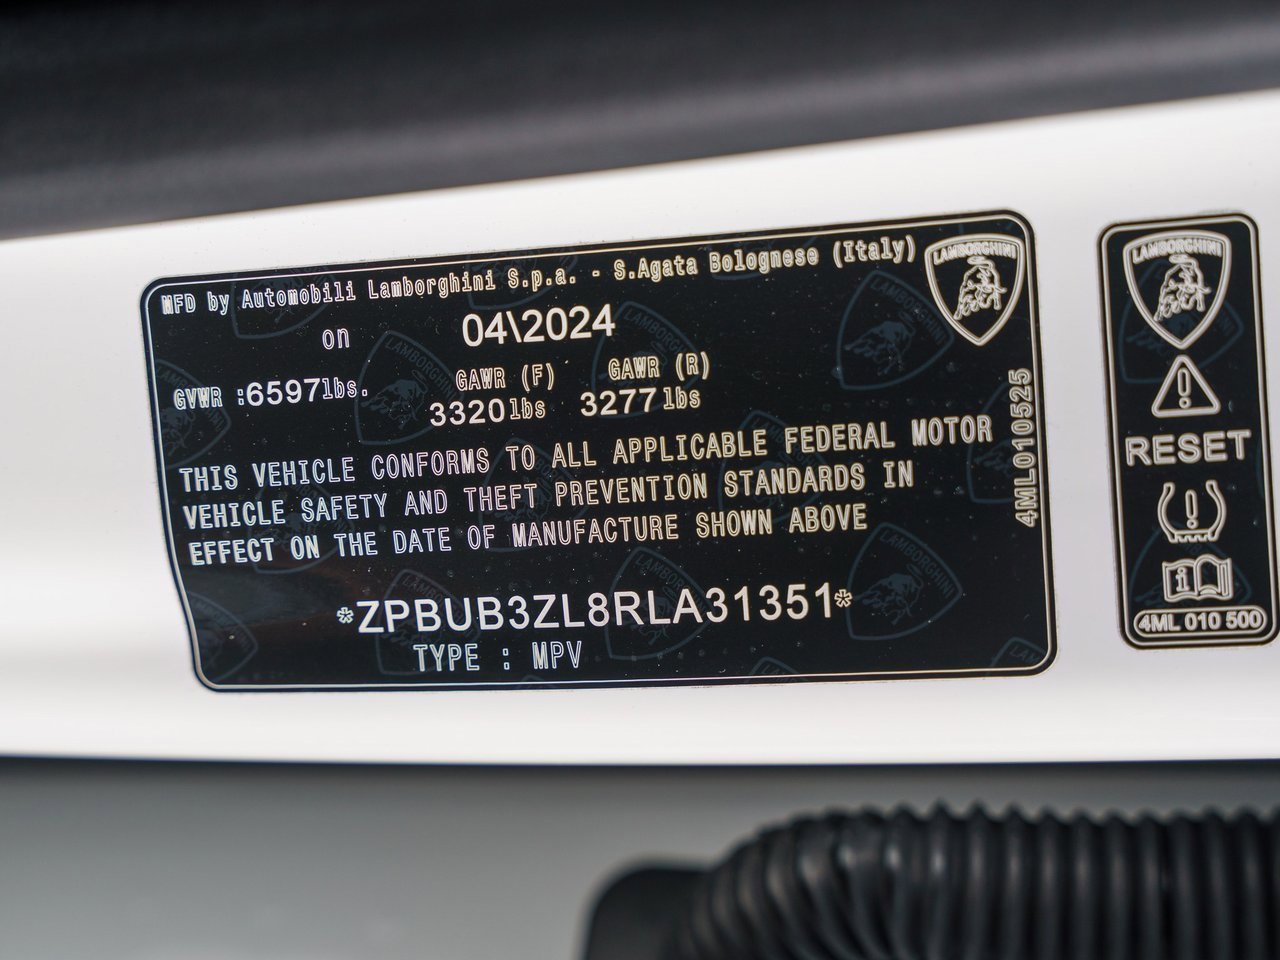 MFD by Automobili Lamborghini S.p.a. - S.Agata Bolognese (Italy)
LAMBORGHINI
on 04\2024
GAWR (F) GAWR (R)
GVWR :6597lbs. 3320lbs 3277lbs
THIS VEHICLE CONFORMS TO ALL APPLICABLE FEDERAL MOTOR
VEHICLE SAFETY AND THEFT PREVENTION STANDARDS IN
EFFECT ON THE DATE OF MANUFACTURE SHOWN ABOVE
*ZPBUB3ZL8RLA31351*
TYPE : MPV
4ML010525
LAMBORGHINI
RESET
4ML 010 500